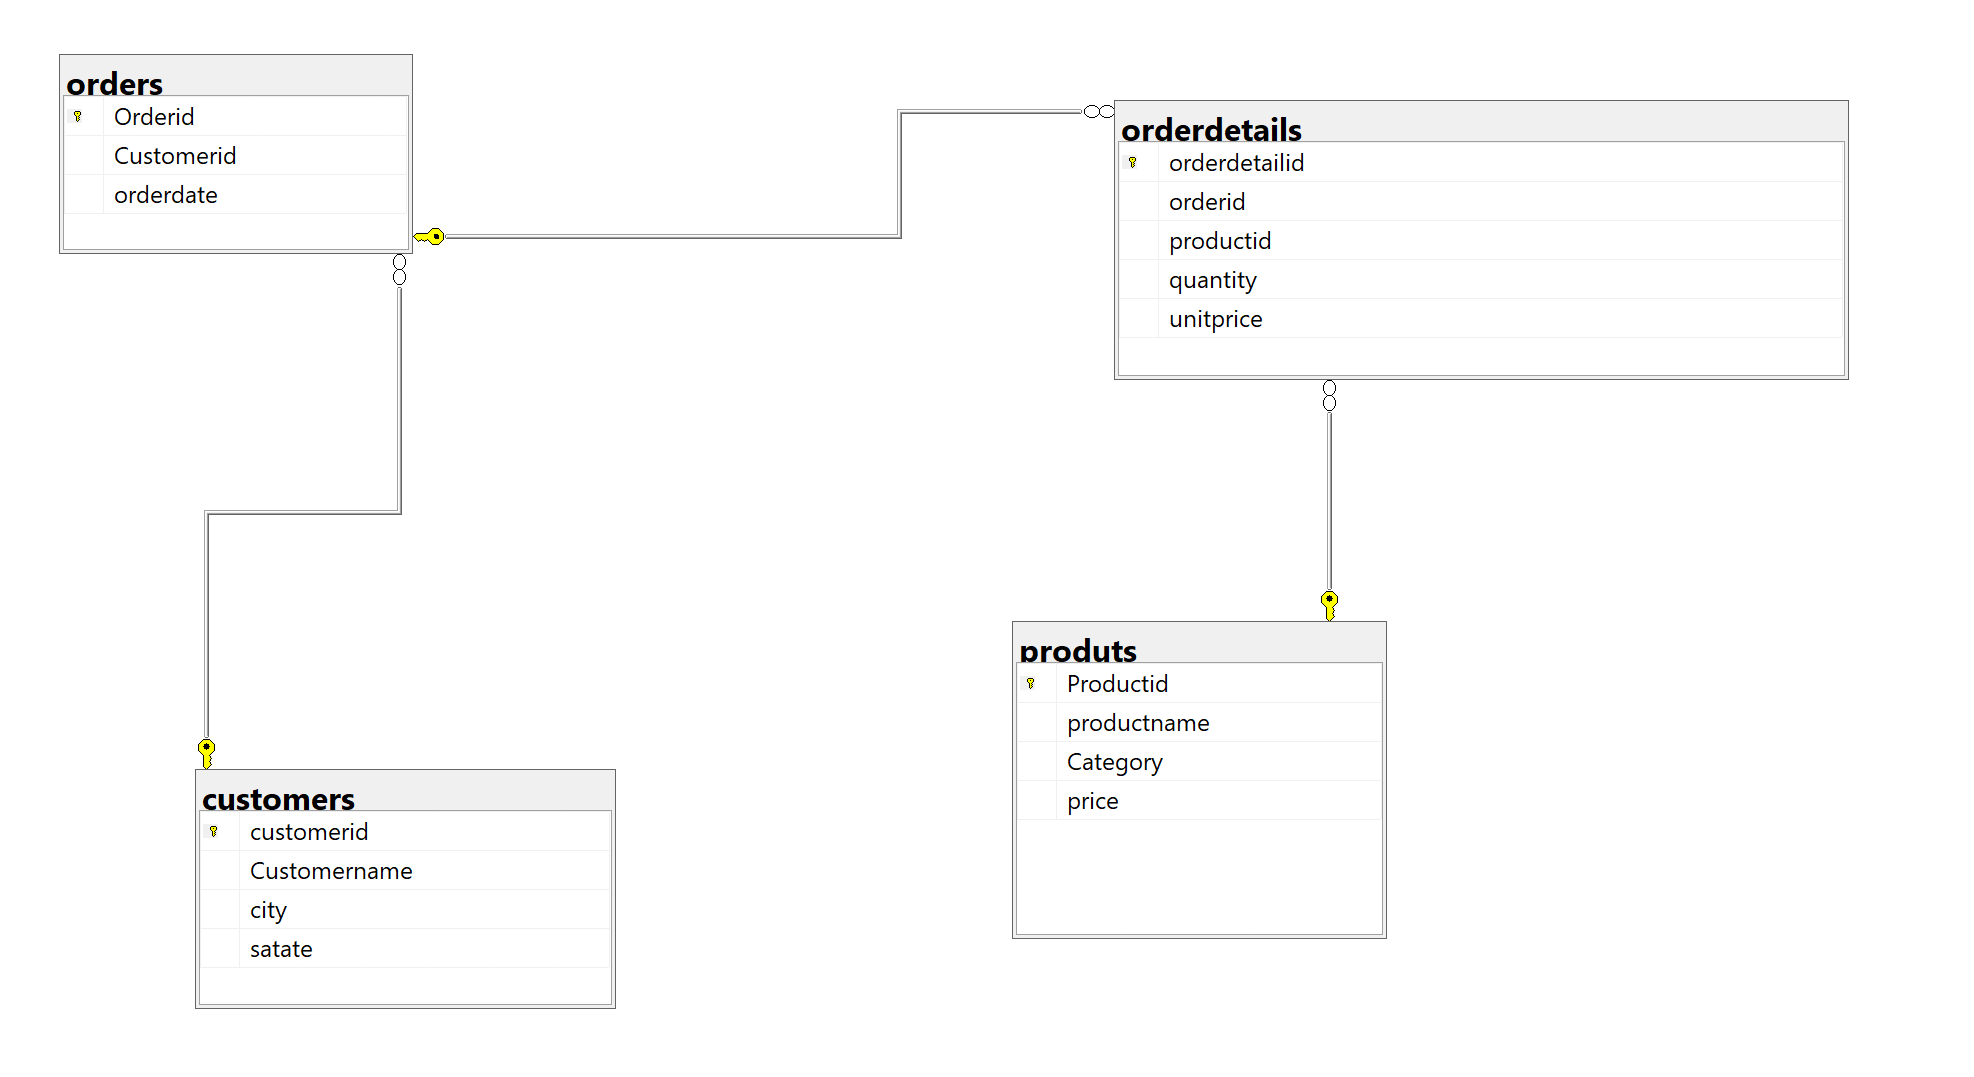 orders
Orderid
Customerid
orderdate
orderdetails
orderdetailid
orderid
productid
quantity
unitprice
produts
Productid
productname
Category
price
customers
customerid
Customername
city
satate